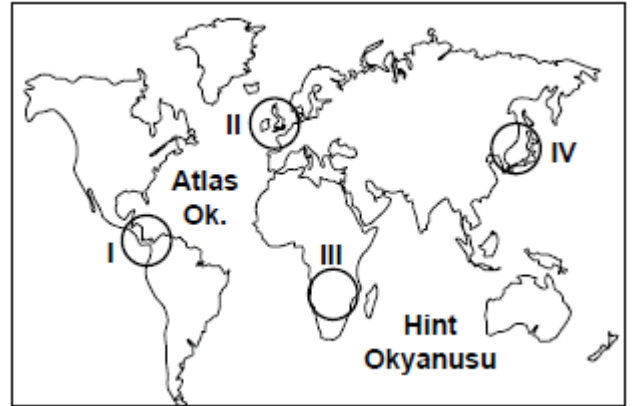 II
IV
Atlas
Ok.
I
III
Hint
Okyanusu